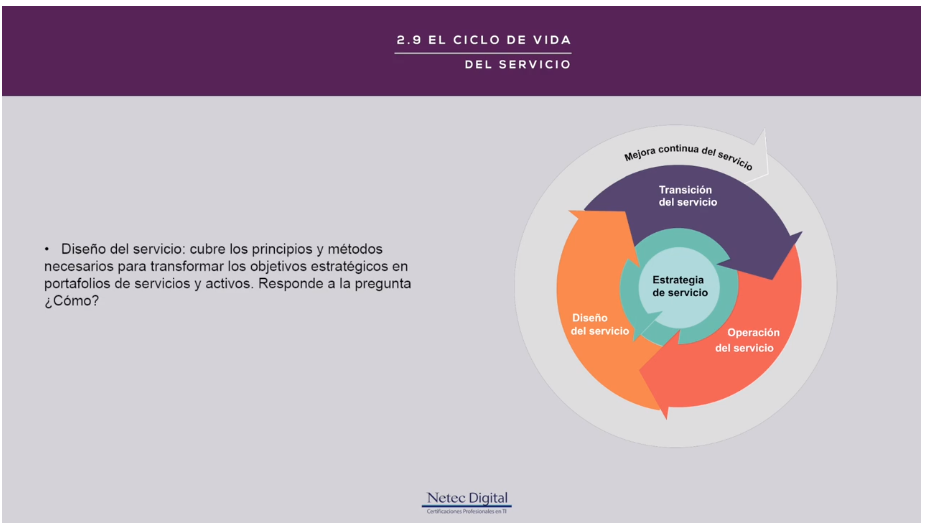 2.9 EL CICLO DE VIDA
DEL SERVICIO
• Diseño del servicio: cubre los principios y métodos
necesarios para transformar los objetivos estratégicos en
portafolios de servicios y activos. Responde a la pregunta
¿Cómo?
Mejora continua del servicio
Transición
del servicio
Estrategia
de servicio
Diseño
del servicio
Operación
del servicio
Netec Digital
Certificaciones Profesionales en TI